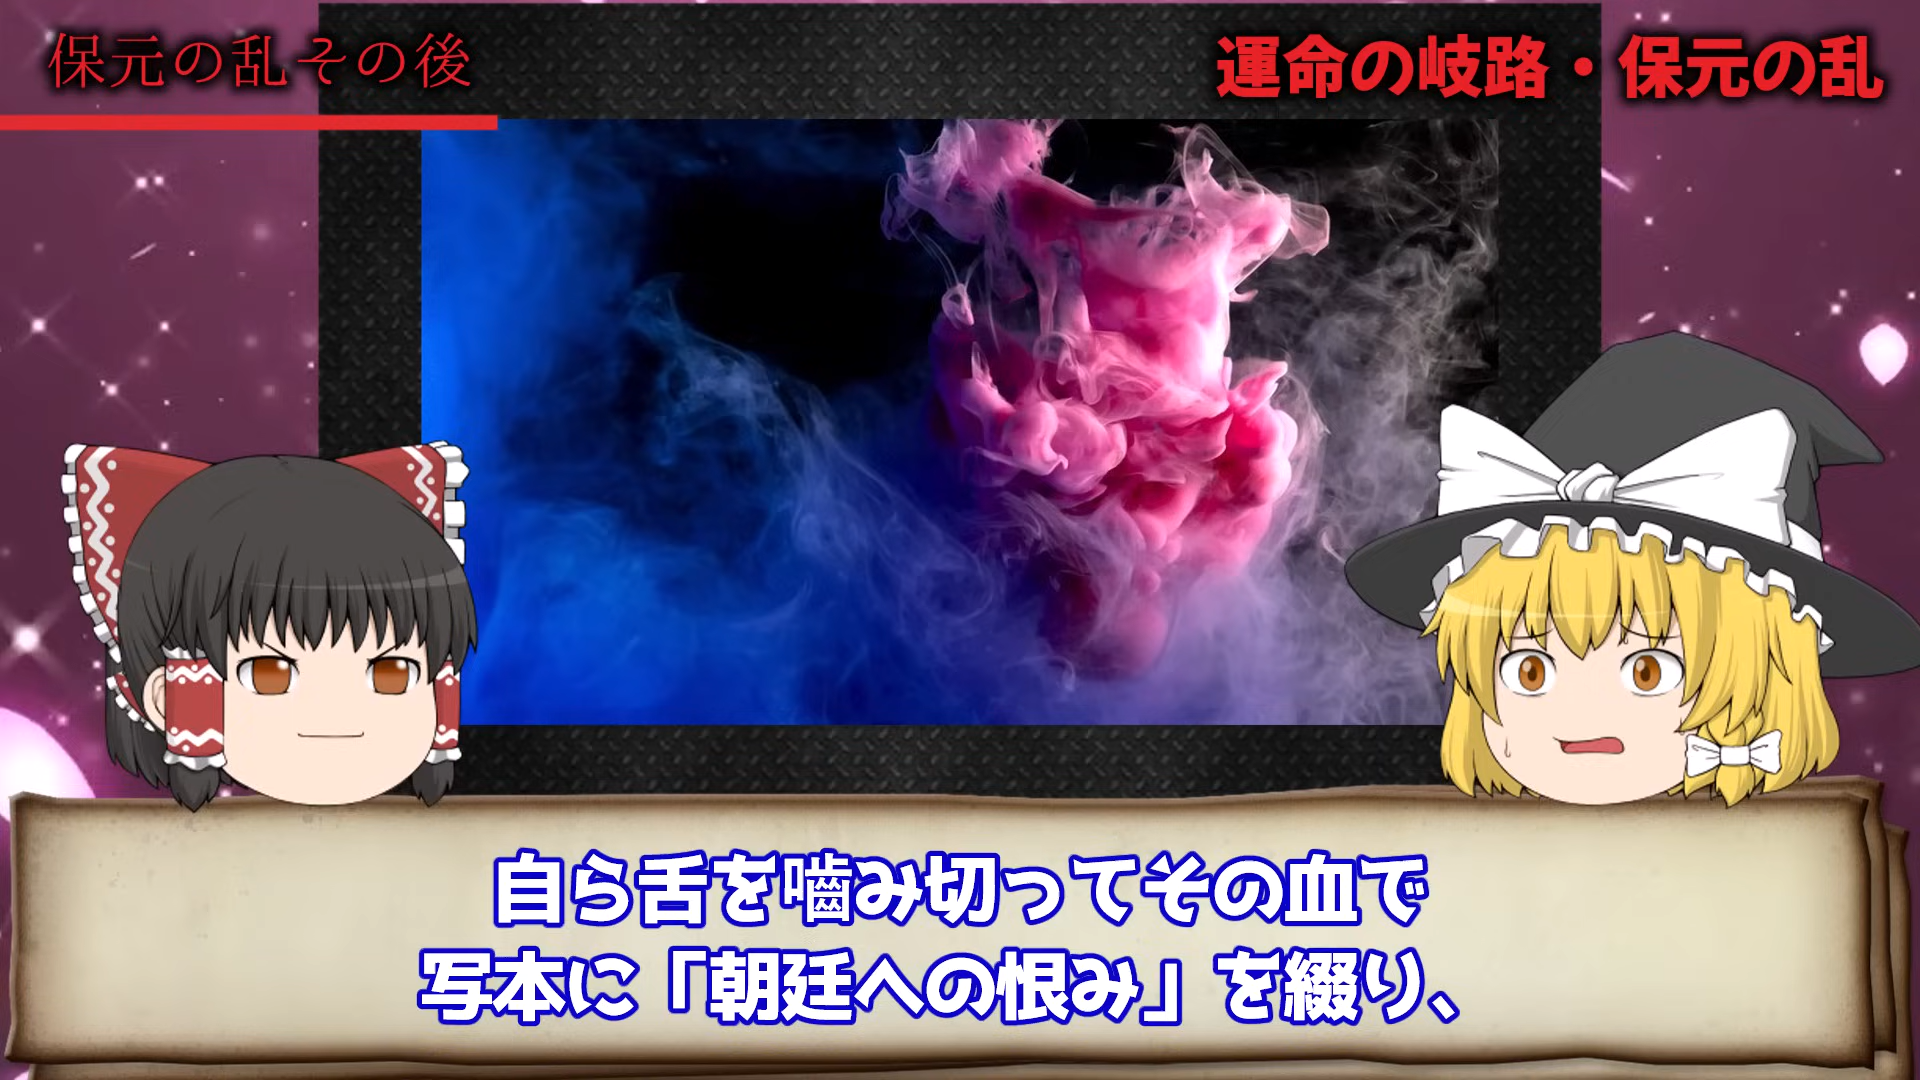 保元の乱その後
運命の岐路・保元の乱
自ら舌を嚙み切ってその血で
写本に「朝廷への恨み」を綴り、